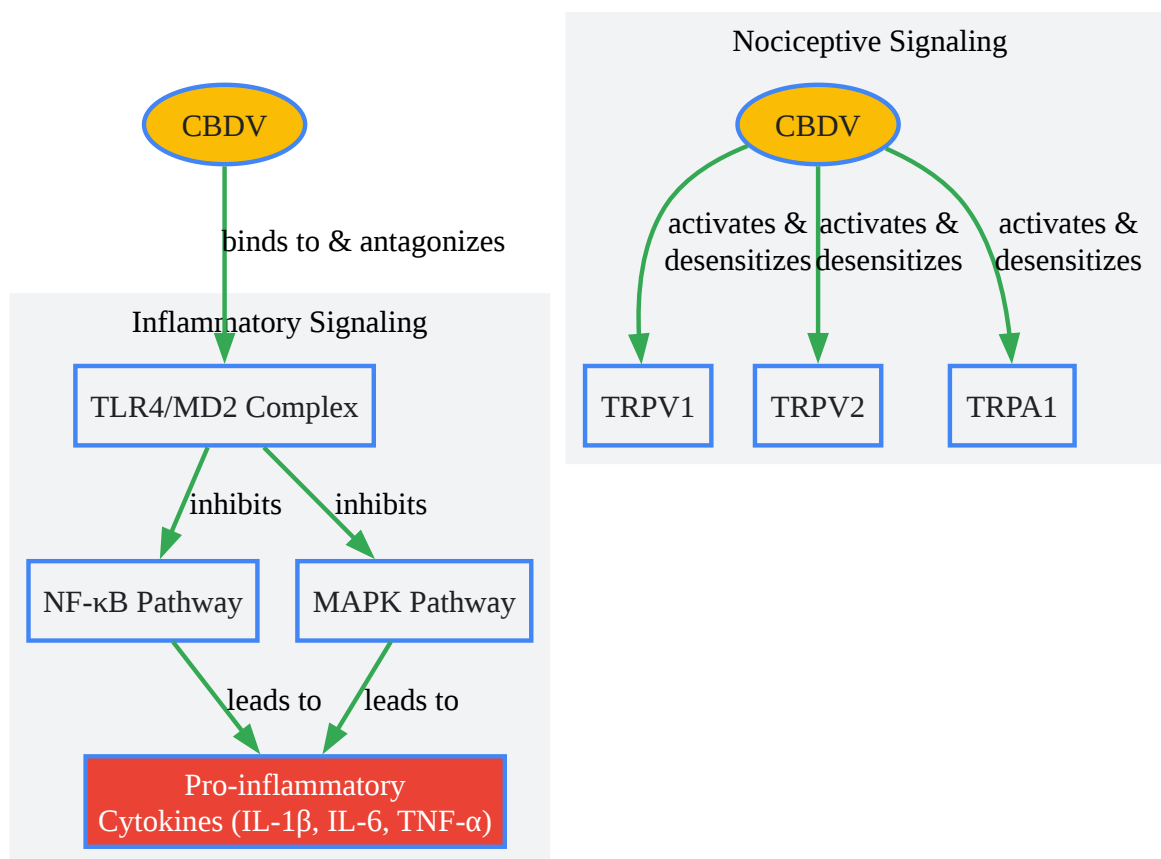 CBDV
binds to & antagonizes
Inflammatory Signaling
TLR4/MD2 Complex
inhibits
inhibits
NF-κB Pathway
MAPK Pathway
leads to
leads to
Pro-inflammatory
Cytokines (IL-1β, IL-6, TNF-α)
Nociceptive Signaling
CBDV
activates &
desensitizes
activates &
desensitizes
activates &
desensitizes
TRPV1
TRPV2
TRPA1